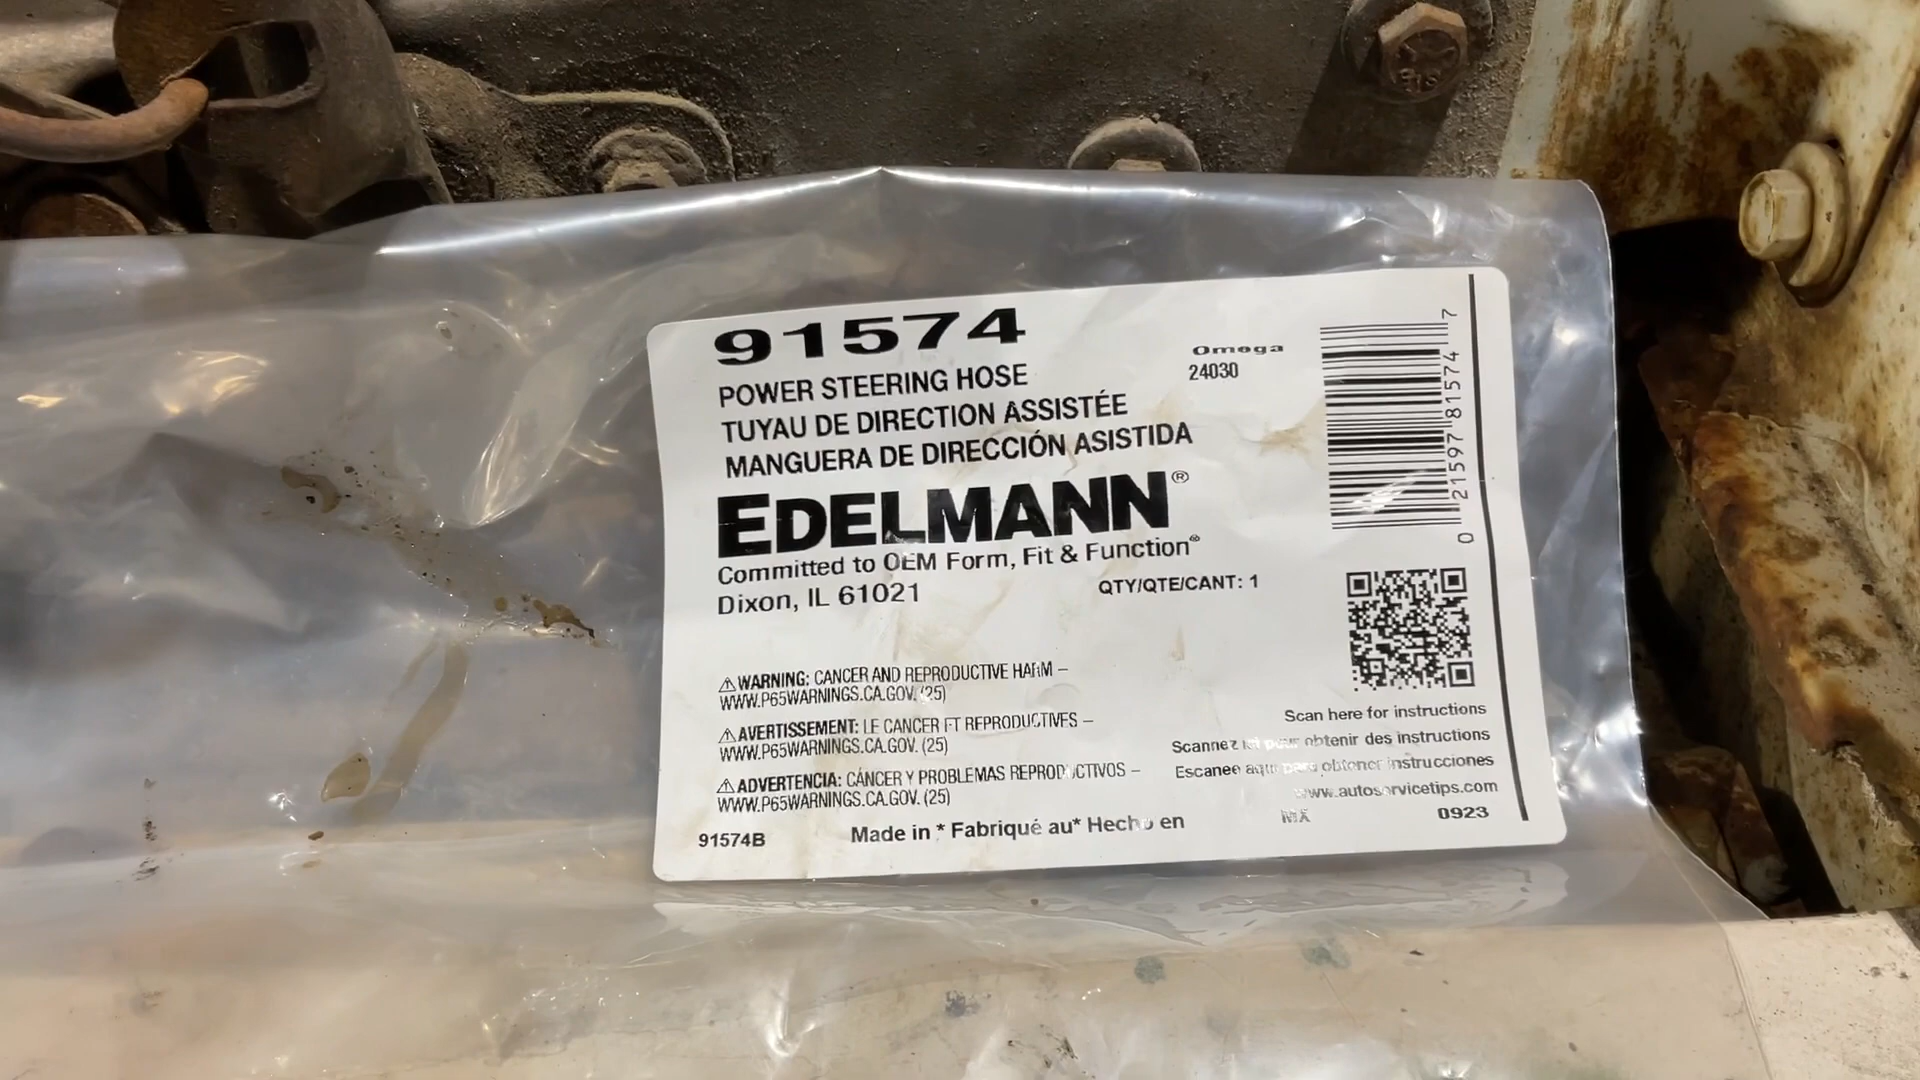 91574
Omega
24030
POWER STEERING HOSE
TUYAU DE DIRECTION ASSISTÉE
MANGUERA DE DIRECCIÓN ASISTIDA
EDELMANN®
Committed to OEM Form, Fit & Function®
Dixon, IL 61021
QTY/QTE/CANT: 1
0 21597 81574 7
⚠WARNING: CANCER AND REPRODUCTIVE HARM –
WWW.P65WARNINGS.CA.GOV. (25)
⚠AVERTISSEMENT: LE CANCER ET REPRODUCTIVES –
WWW.P65WARNINGS.CA.GOV. (25)
⚠ADVERTENCIA: CÁNCER Y PROBLEMAS REPRODUCTIVOS –
WWW.P65WARNINGS.CA.GOV. (25)
Scan here for instructions
Scannez ici pour obtenir des instructions
Escanee aquí para obtener instrucciones
www.autoservicetips.com
91574B
Made in * Fabriqué au* Hecho en
MX
0923